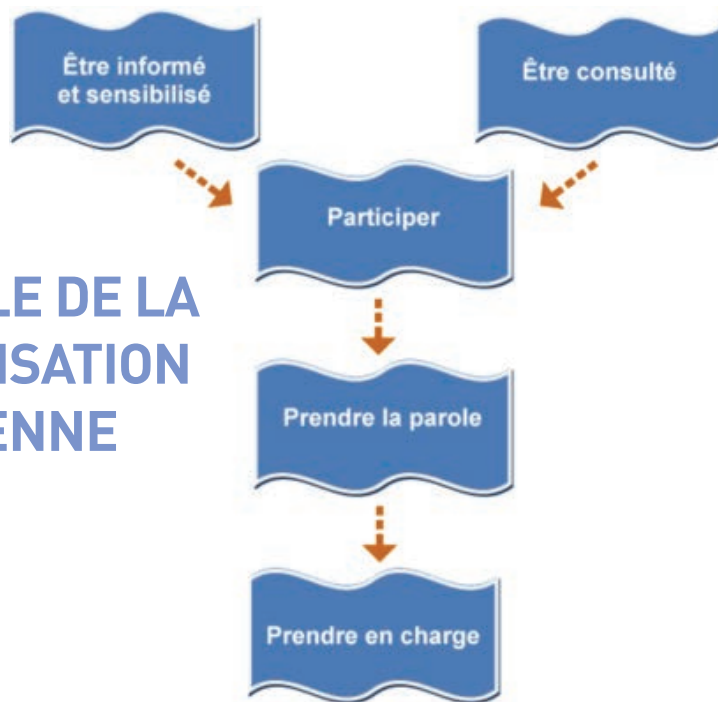 Être informé
et sensibilisé
Être consulté
Participer
LE DE LA
ISATION
ENNE
Prendre la parole
Prendre en charge